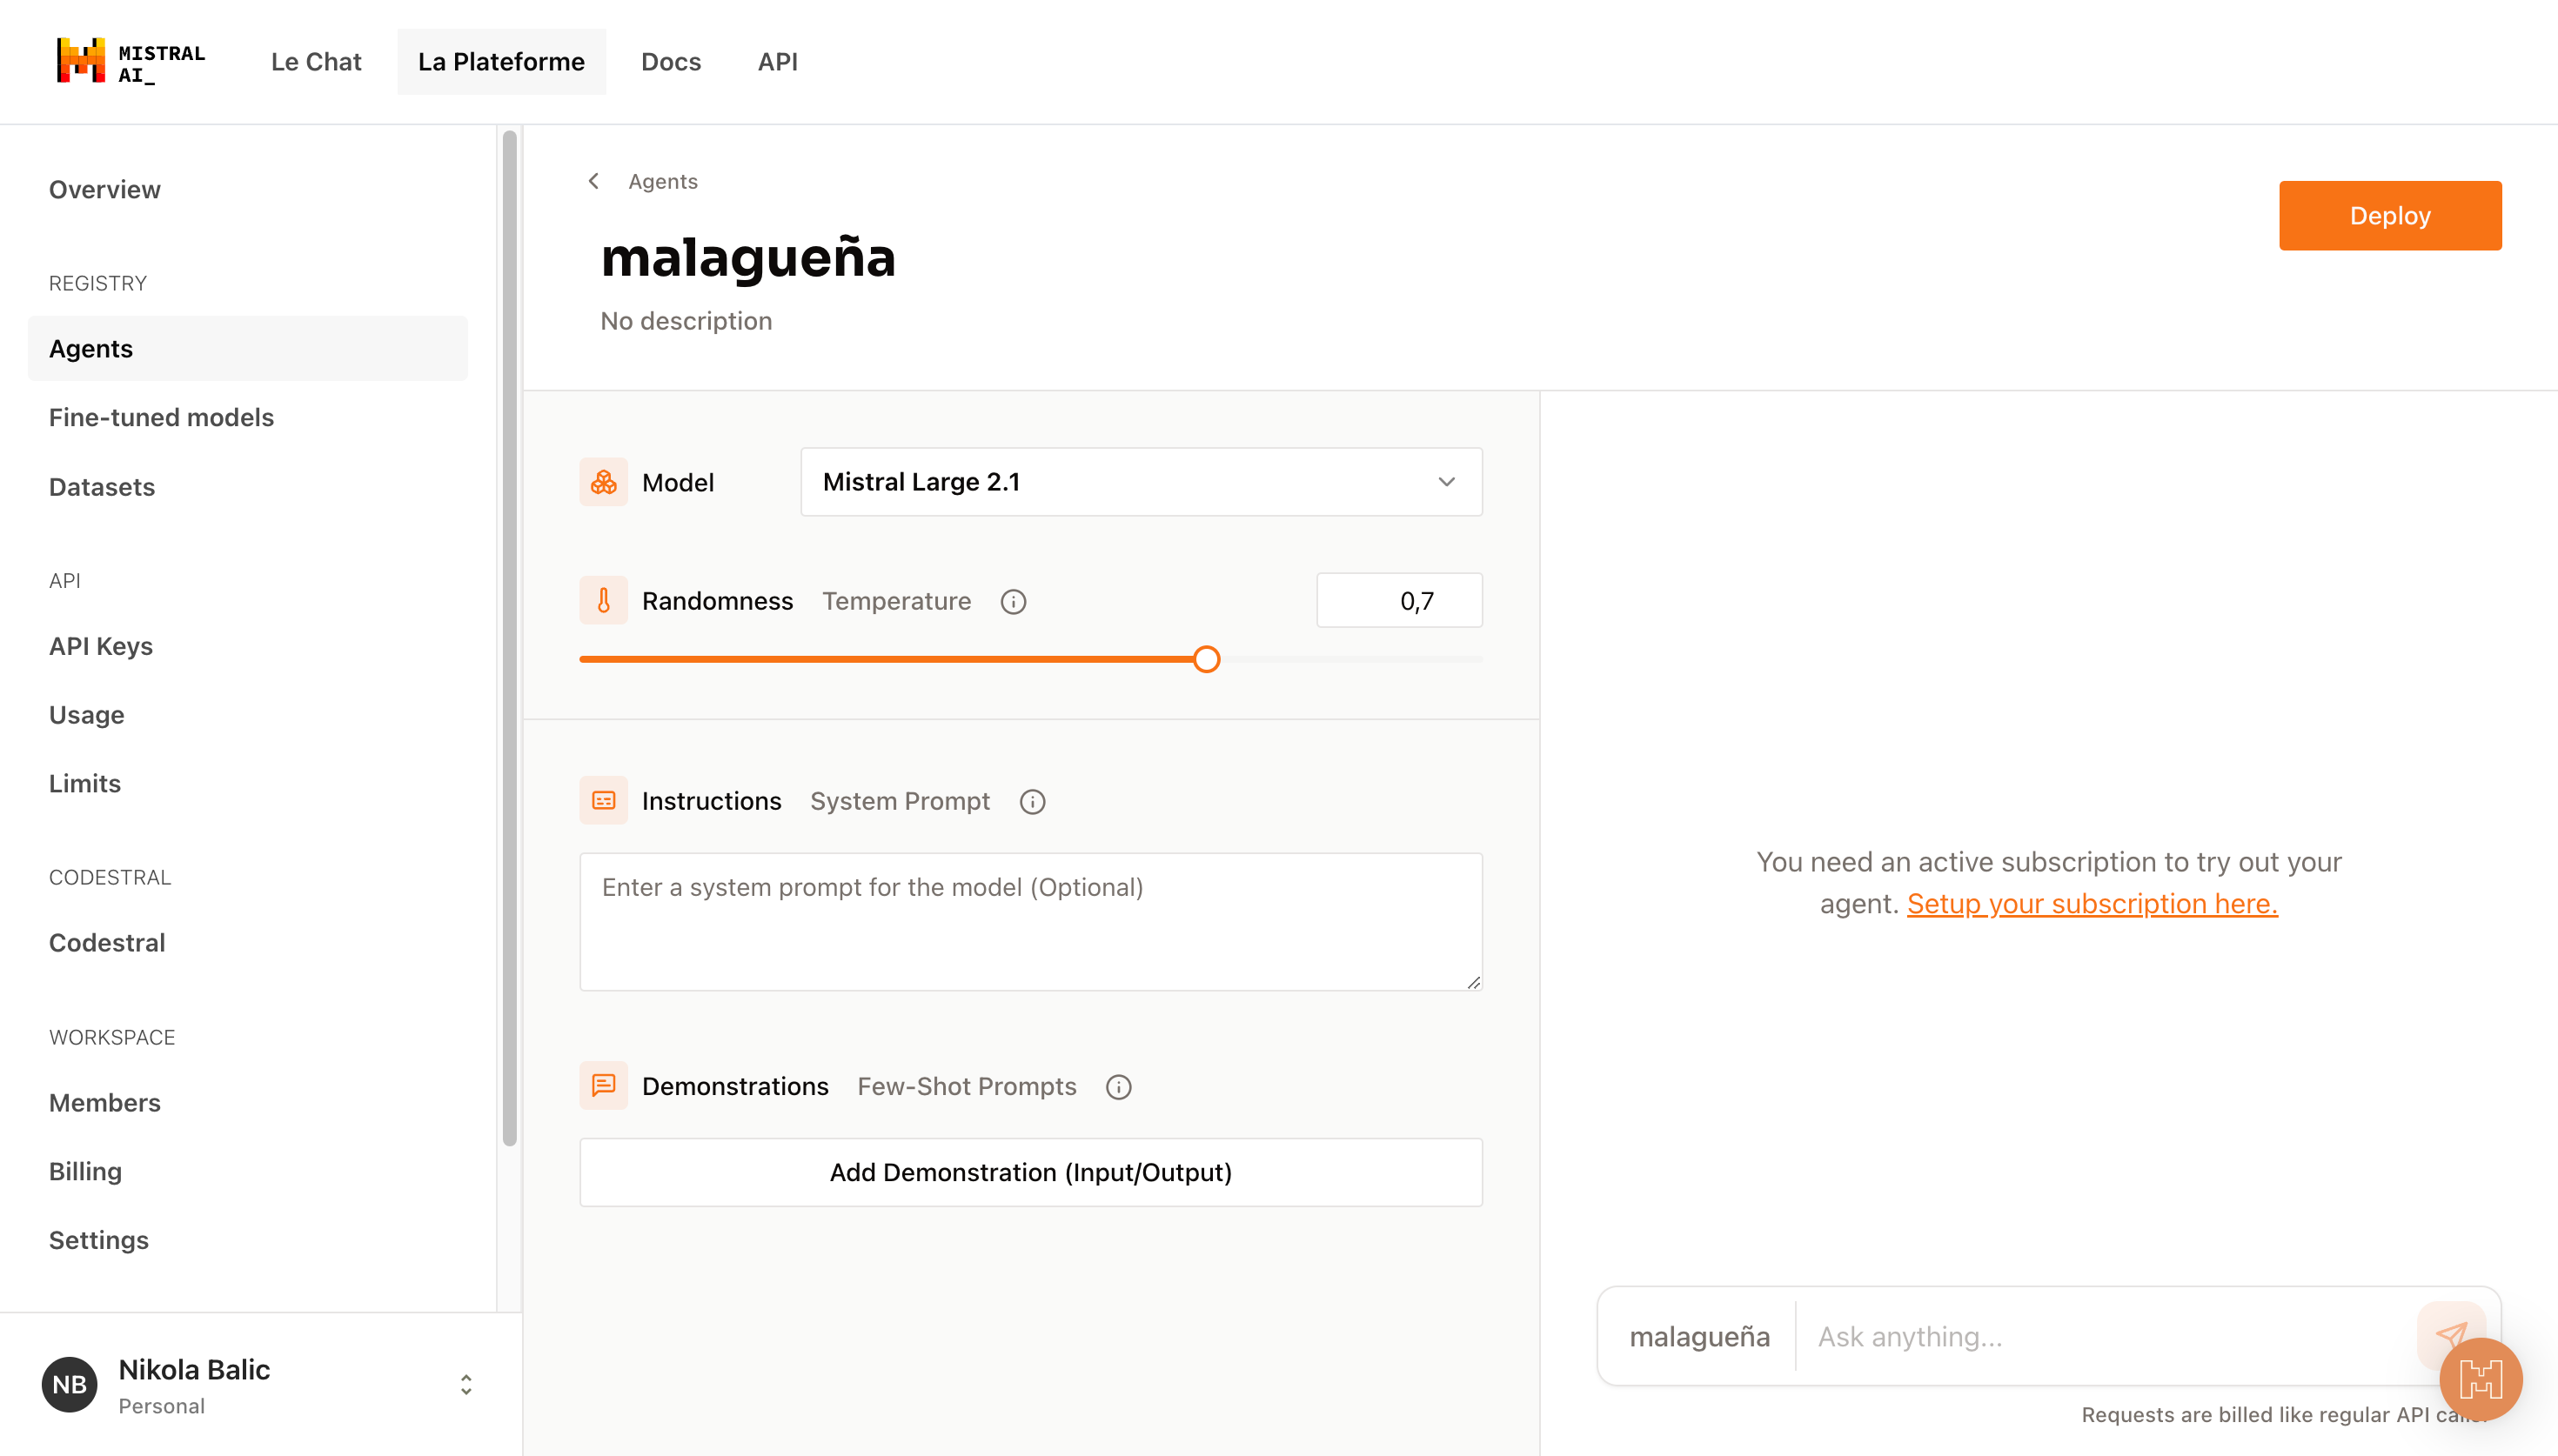 MISTRAL
AI_
Le Chat
La Plateforme
Docs
API
Overview
REGISTRY
Agents
Fine-tuned models
Datasets
API
API Keys
Usage
Limits
CODESTRAL
Codestral
WORKSPACE
Members
Billing
Settings
NB
Nikola Balic
Personal
Agents
malagueña
No description
Deploy
Model
Mistral Large 2.1
Randomness Temperature
0,7
Instructions System Prompt
Enter a system prompt for the model (Optional)
Demonstrations Few-Shot Prompts
Add Demonstration (Input/Output)
You need an active subscription to try out your
agent. Setup your subscription here.
malagueña
Ask anything...
Requests are billed like regular API